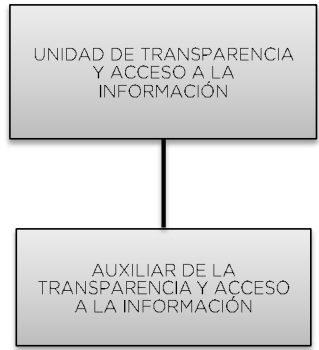 UNIDAD DE TRANSPARENCIA
Y ACCESO A LA
INFORMACIÓN
AUXILIAR DE LA
TRANSPARENCIA Y ACCESO
A LA INFORMACIÓN